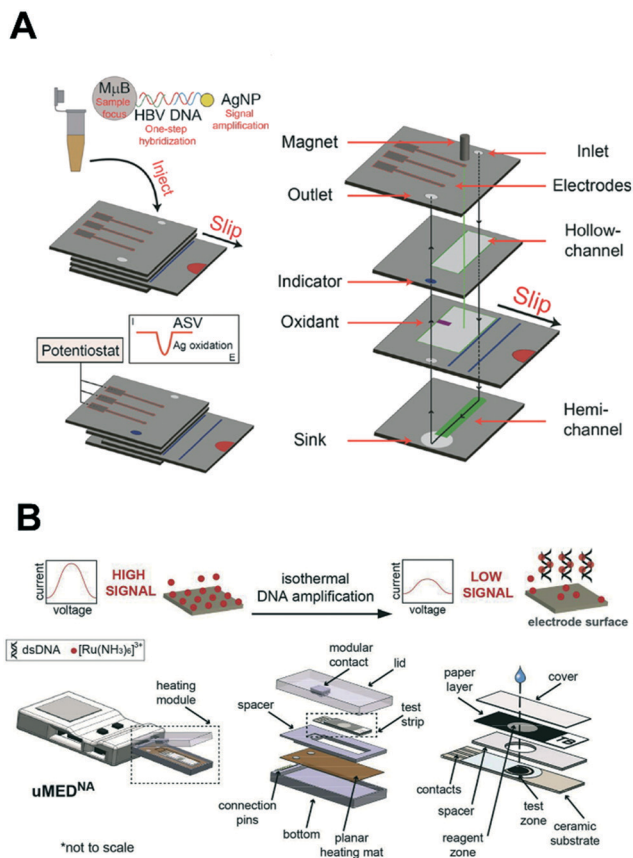 A
MμB
Sample
focus
HBV DNA
One-step
hybridization
AgNP
Signal
amplification
Inject
Slip
Potentiostat
I
ASV
Ag oxidation
E
Magnet
Inlet
Outlet
Electrodes
Hollow-
channel
Indicator
Slip
Oxidant
Hemi-
channel
Sink
B
current
voltage
HIGH
SIGNAL
isothermal
DNA amplification
current
voltage
LOW
SIGNAL
electrode surface
dsDNA
[Ru(NH3)6]3+
heating
module
uMEDNA
*not to scale
modular
contact
lid
spacer
test
strip
connection
pins
bottom
planar
heating mat
paper
layer
cover
contacts
spacer
reagent
zone
test
zone
ceramic
substrate